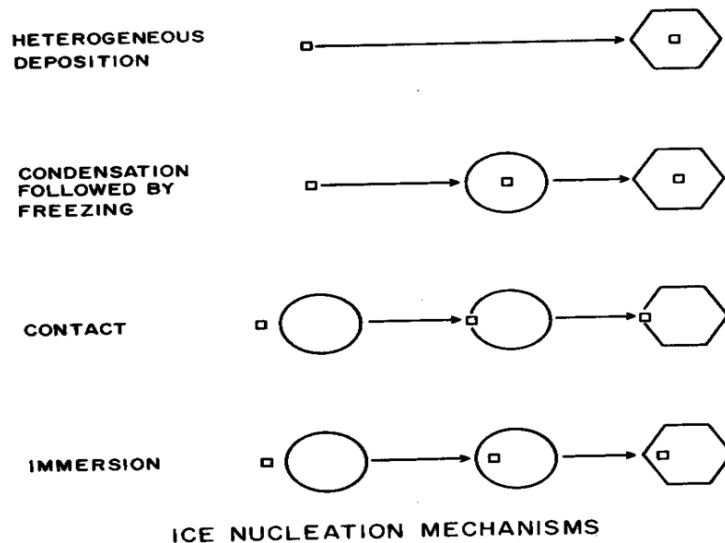 HETEROGENEOUS
DEPOSITION
CONDENSATION
FOLLOWED BY
FREEZING
CONTACT
IMMERSION
ICE NUCLEATION MECHANISMS